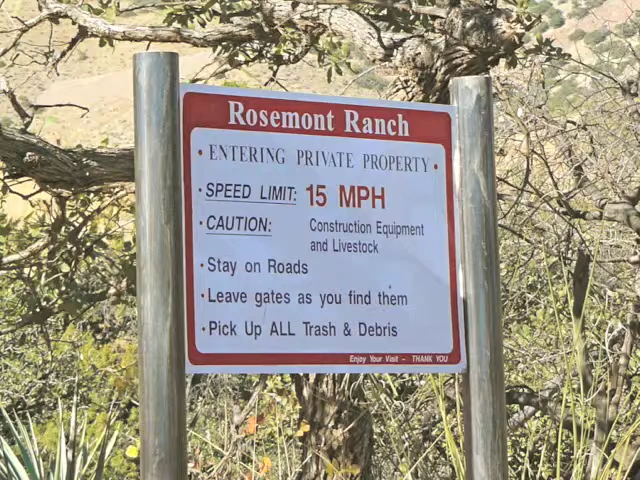 Rosemont Ranch
• ENTERING PRIVATE PROPERTY •
• SPEED LIMIT: 15 MPH
• CAUTION: Construction Equipment
and Livestock
• Stay on Roads
• Leave gates as you find them
• Pick Up ALL Trash & Debris
Enjoy Your Visit – THANK YOU